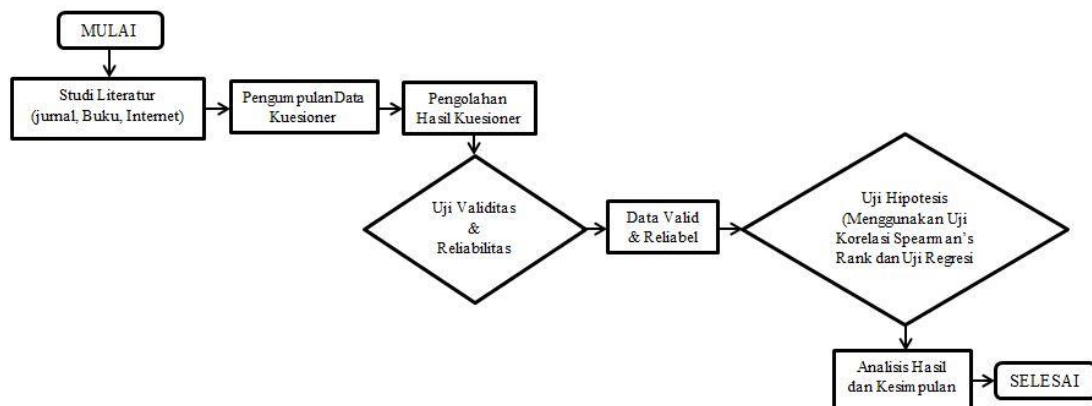 MULAI
Studi Literatur
(jurnal, Buku, Internet)
Pengumpulan Data
Kuesioner
Pengolahan
Hasil Kuesioner
Uji Validitas
&
Reliabilitas
Data Valid
& Reliabel
Uji Hipotesis
(Menggunakan Uji
Korelasi Spearman's
Rank dan Uji Regresi
Analisis Hasil
dan Kesimpulan
SELESAI